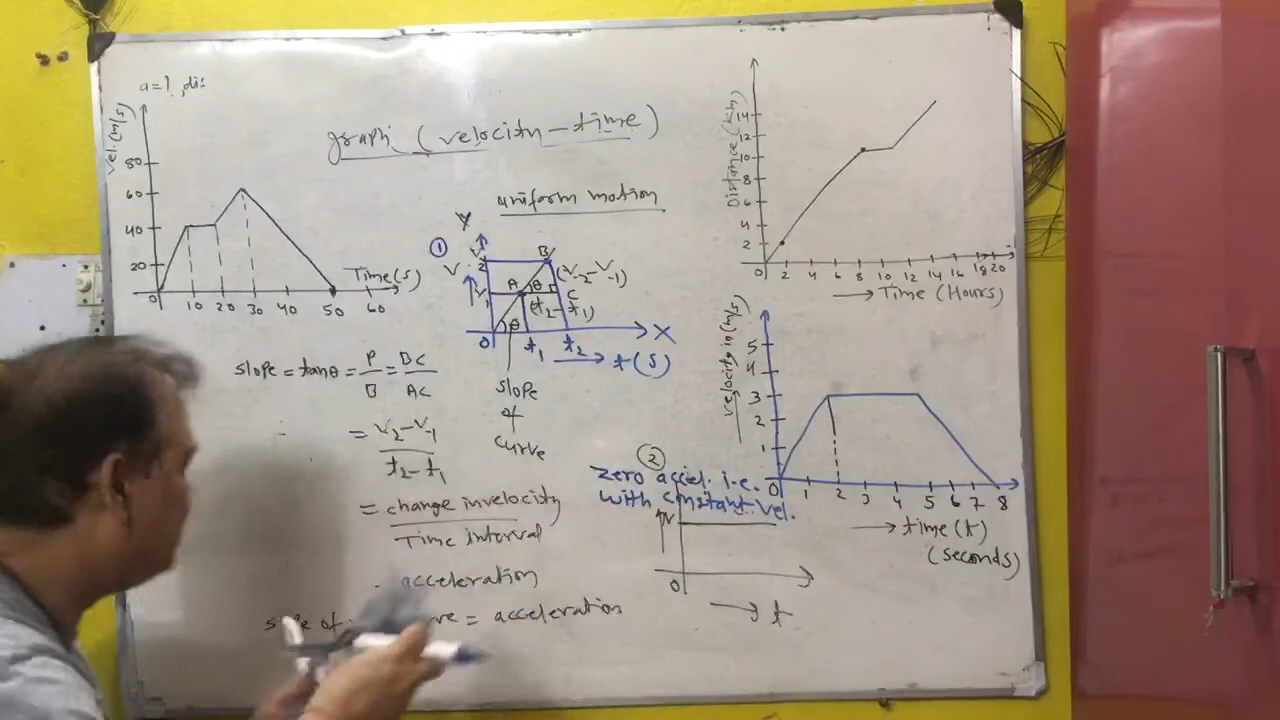 a=?, dis
graph (velocity-time)
vel.(m/s)
80
60
40
20
0
10 20 30 40 50 60
Time(s)
uniform motion
①
Y
V
V2
V1
A
B
C
θ
θ
(V2-V1)
(t2-t1)
0
t1 t2
X
t(s)
slope
of
curve
slope = tanθ = P/B = BC/AC
= V2-V1
t2-t1
= change in velocity
Time interval
acceleration
= acceleration
②
Zero accel. i.e.
with constant vel.
V
0
t
Distance (km)
14
12
10
8
6
4
2
0
2 4 6 8 10 12 14 16 18 20
Time (Hours)
velocity in (m/s)
5
4
3
2
1
0
1 2 3 4 5 6 7 8
time(t)
(seconds)